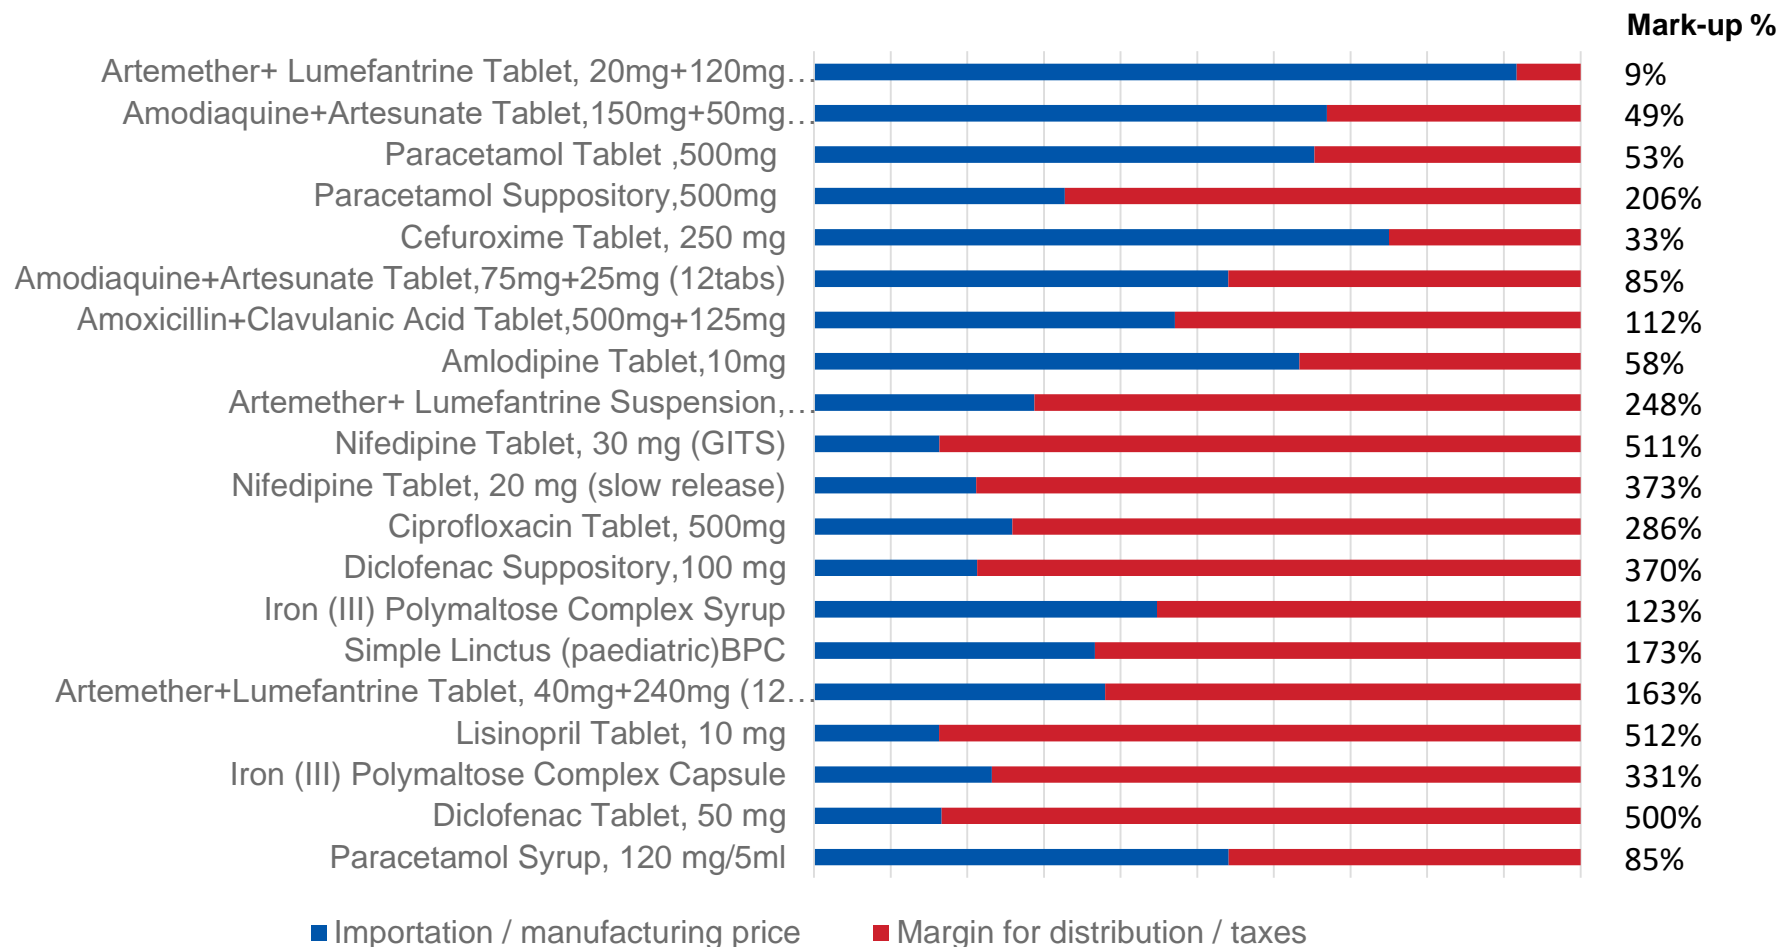 Mark-up %
Artemether+ Lumefantrine Tablet, 20mg+120mg… 9%
Amodiaquine+Artesunate Tablet,150mg+50mg… 49%
Paracetamol Tablet ,500mg 53%
Paracetamol Suppository,500mg 206%
Cefuroxime Tablet, 250 mg 33%
Amodiaquine+Artesunate Tablet,75mg+25mg (12tabs) 85%
Amoxicillin+Clavulanic Acid Tablet,500mg+125mg 112%
Amlodipine Tablet,10mg 58%
Artemether+ Lumefantrine Suspension,… 248%
Nifedipine Tablet, 30 mg (GITS) 511%
Nifedipine Tablet, 20 mg (slow release) 373%
Ciprofloxacin Tablet, 500mg 286%
Diclofenac Suppository,100 mg 370%
Iron (III) Polymaltose Complex Syrup 123%
Simple Linctus (paediatric)BPC 173%
Artemether+Lumefantrine Tablet, 40mg+240mg (12… 163%
Lisinopril Tablet, 10 mg 512%
Iron (III) Polymaltose Complex Capsule 331%
Diclofenac Tablet, 50 mg 500%
Paracetamol Syrup, 120 mg/5ml 85%
Importation / manufacturing price Margin for distribution / taxes